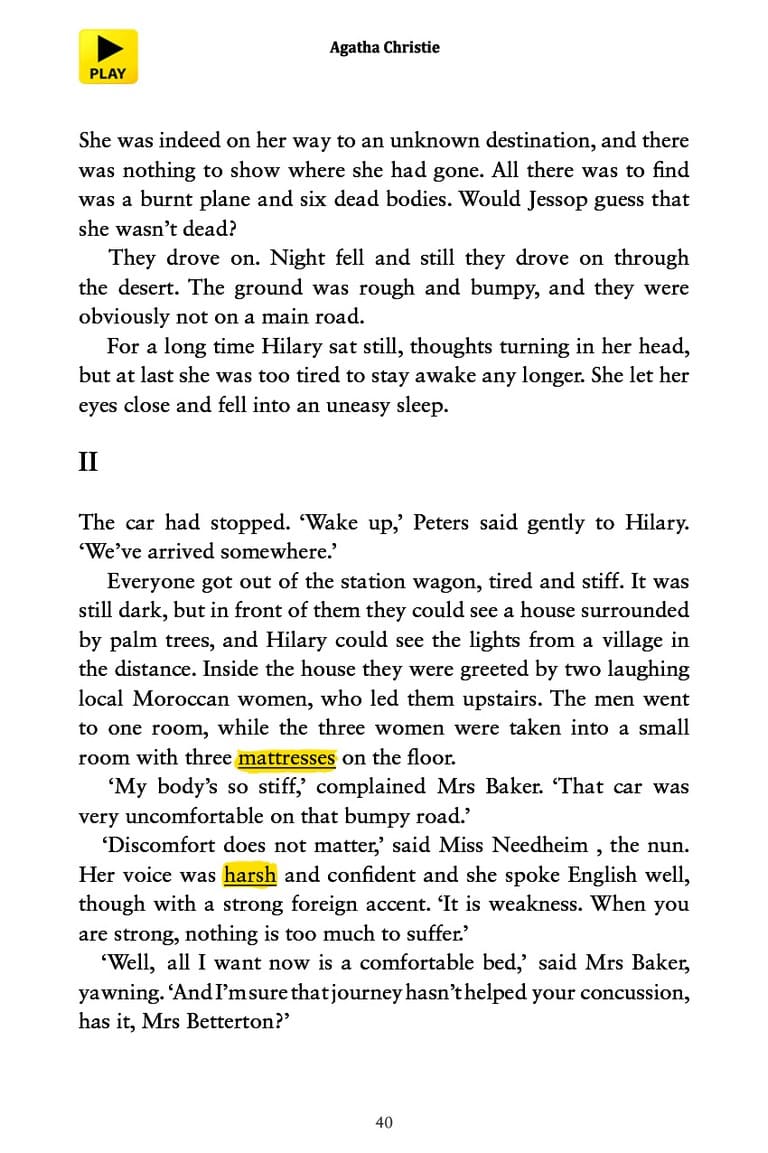 PLAY
Agatha Christie
She was indeed on her way to an unknown destination, and there
was nothing to show where she had gone. All there was to find
was a burnt plane and six dead bodies. Would Jessop guess that
she wasn’t dead?
They drove on. Night fell and still they drove on through
the desert. The ground was rough and bumpy, and they were
obviously not on a main road.
For a long time Hilary sat still, thoughts turning in her head,
but at last she was too tired to stay awake any longer. She let her
eyes close and fell into an uneasy sleep.
II
The car had stopped. ‘Wake up,’ Peters said gently to Hilary.
‘We’ve arrived somewhere.’
Everyone got out of the station wagon, tired and stiff. It was
still dark, but in front of them they could see a house surrounded
by palm trees, and Hilary could see the lights from a village in
the distance. Inside the house they were greeted by two laughing
local Moroccan women, who led them upstairs. The men went
to one room, while the three women were taken into a small
room with three mattresses on the floor.
‘My body’s so stiff,’ complained Mrs Baker. ‘That car was
very uncomfortable on that bumpy road.’
‘Discomfort does not matter,’ said Miss Needheim , the nun.
Her voice was harsh and confident and she spoke English well,
though with a strong foreign accent. ‘It is weakness. When you
are strong, nothing is too much to suffer.’
‘Well, all I want now is a comfortable bed,’ said Mrs Baker,
yawning. ‘And I’m sure that journey hasn’t helped your concussion,
has it, Mrs Betterton?’
40